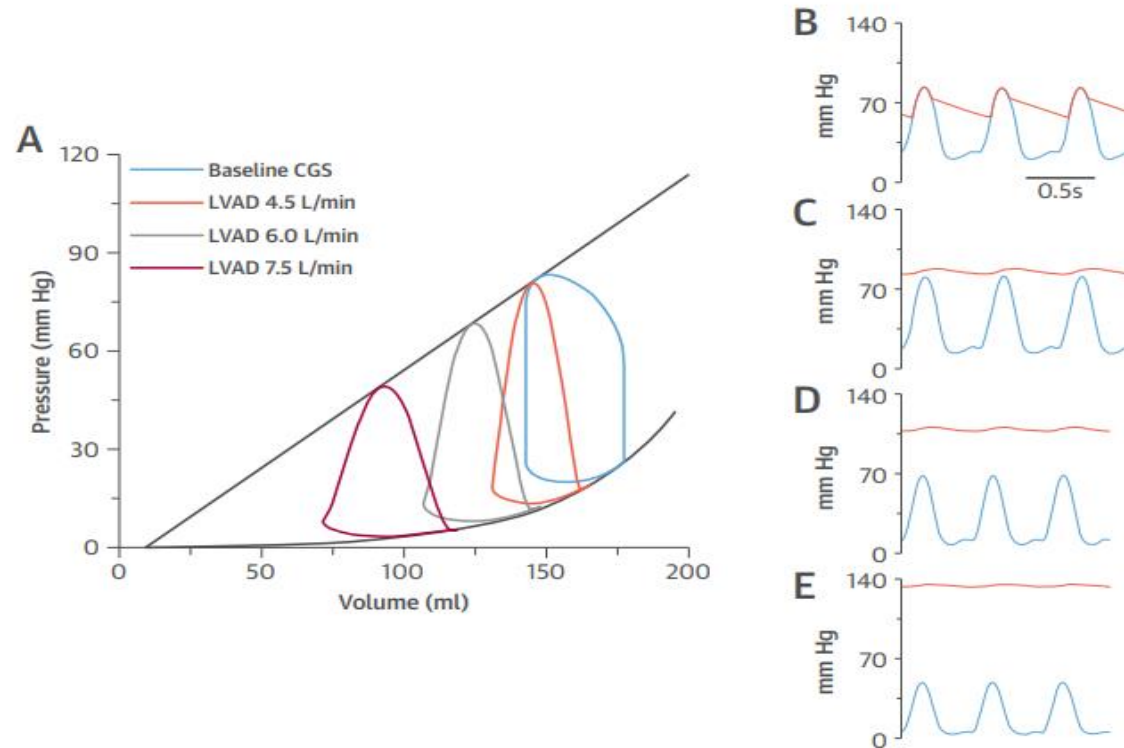 A
Pressure (mm Hg)
120
90
60
30
0
Baseline CGS
LVAD 4.5 L/min
LVAD 6.0 L/min
LVAD 7.5 L/min
0 50 100 150 200
Volume (ml)
B
mm Hg
140
70
0
0.5s
C
mm Hg
140
70
0
D
mm Hg
140
70
0
E
mm Hg
140
70
0